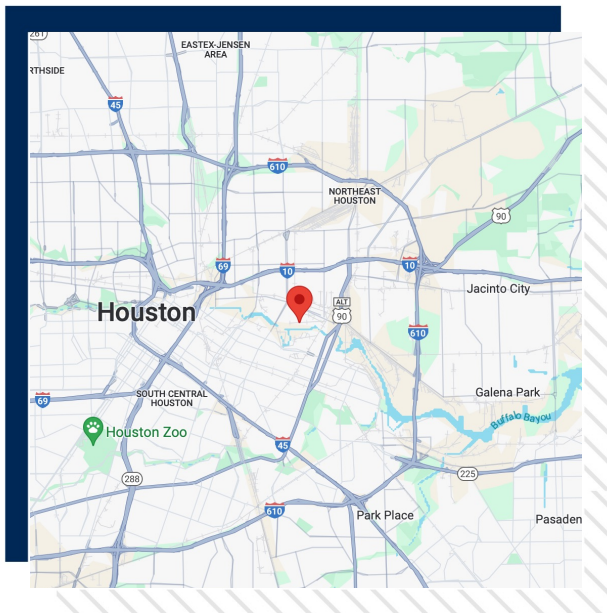 261
EASTEX-JENSEN
AREA
RTHSIDE
45
610
NORTHEAST
HOUSTON
90
69
10
10
Jacinto City
Houston
ALT
90
610
Galena Park
69
SOUTH CENTRAL
HOUSTON
Buffalo Bayou
Houston Zoo
45
288
225
610
Park Place
Pasaden